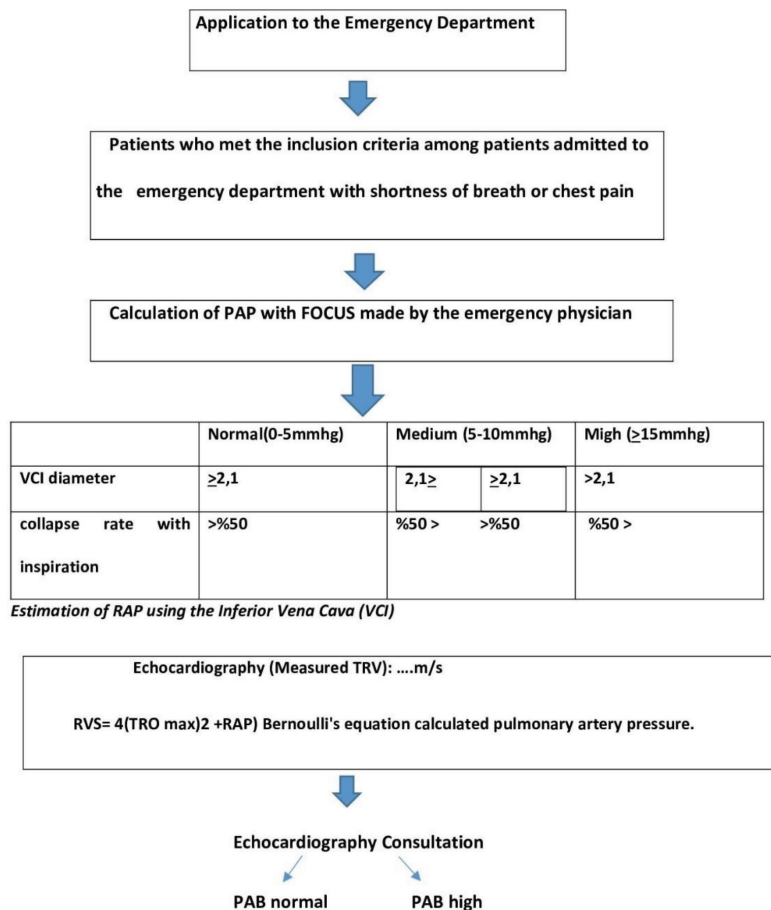 Application to the Emergency Department
Patients who met the inclusion criteria among patients admitted to
the emergency department with shortness of breath or chest pain
Calculation of PAP with FOCUS made by the emergency physician
Normal(0-5mmhg) Medium (5-10mmhg) Migh (≥15mmhg)
VCI diameter ≥2,1 2,1≥ ≥2,1 >2,1
collapse rate with >%50 %50 > >%50 %50 >
inspiration
Estimation of RAP using the Inferior Vena Cava (VCI)
Echocardiography (Measured TRV): ....m/s
RVS= 4(TRO max)2 +RAP) Bernoulli's equation calculated pulmonary artery pressure.
Echocardiography Consultation
PAB normal PAB high